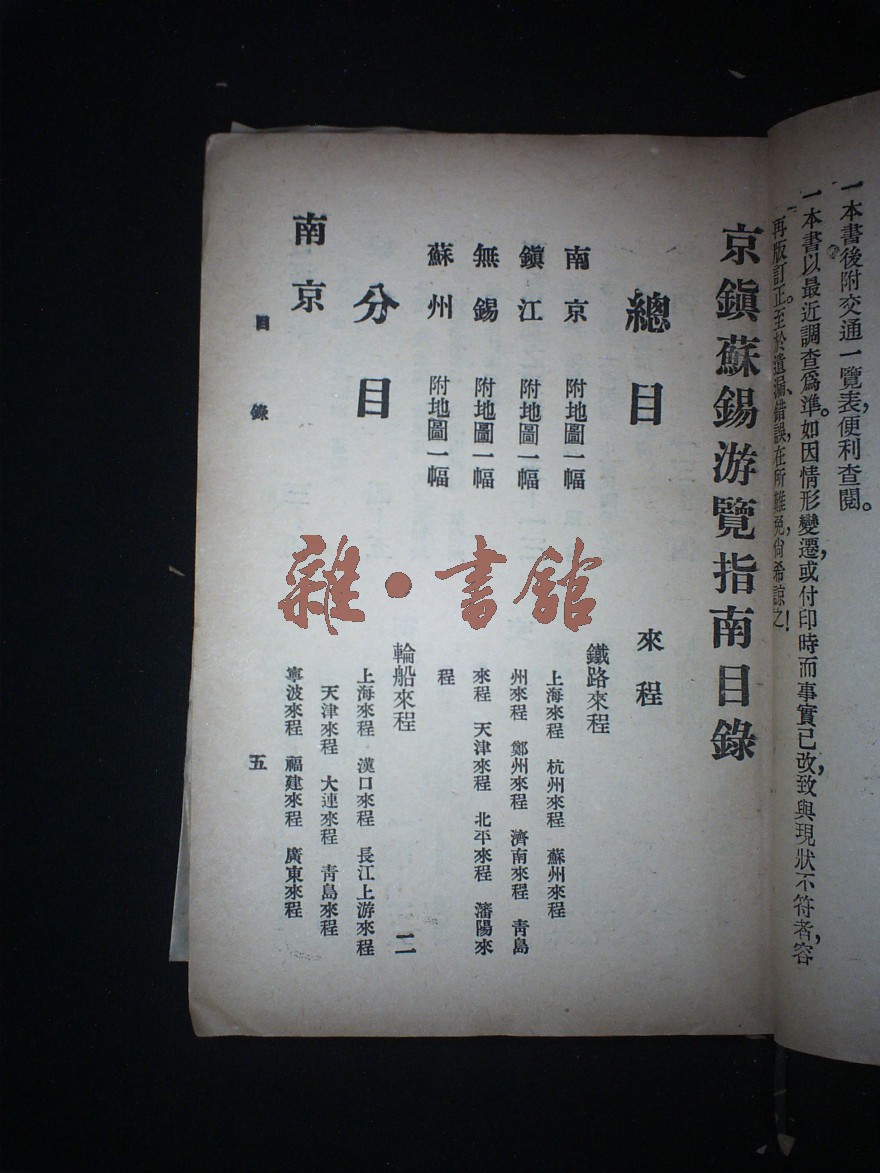 一本書後附交通一覽表，便利查閱。
一本書以最近調查爲準。如因情形變遷，或付印時而事實已改，致與現狀不符者，容
再版訂正。至於遺漏、錯誤，在所難免，尙希諒之！
京鎭蘇錫游覽指南目錄
總目
南京 附地圖一幅
鎭江 附地圖一幅
無錫 附地圖一幅
蘇州 附地圖一幅
分目
南京
來程
鐵路來程
上海來程 杭州來程 蘇州來程
州來程 鄭州來程 濟南來程 靑島
來程 天津來程 北平來程 瀋陽來
程
輪船來程 二
上海來程 漢口來程 長江上游來程
天津來程 大連來程 靑島來程
寧波來程 福建來程 廣東來程
目錄 五
雜·書館